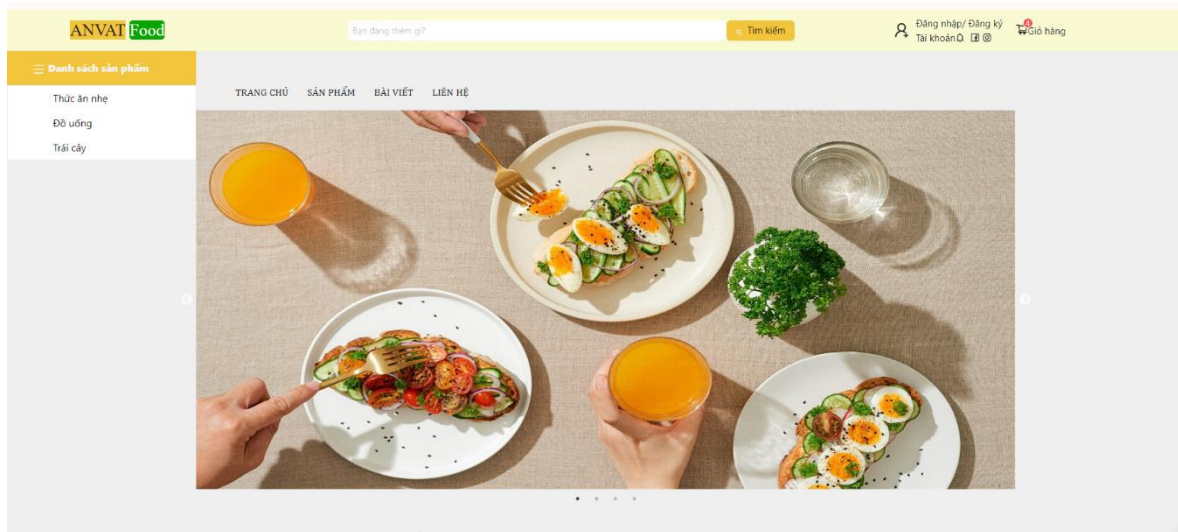 ANVAT Food
Bạn đang thèm gì?
Tìm kiếm
Đăng nhập/ Đăng ký
Tài khoản
4
Giỏ hàng
Danh sách sản phẩm
Thức ăn nhẹ
Đồ uống
Trái cây
TRANG CHỦ SẢN PHẨM BÀI VIẾT LIÊN HỆ